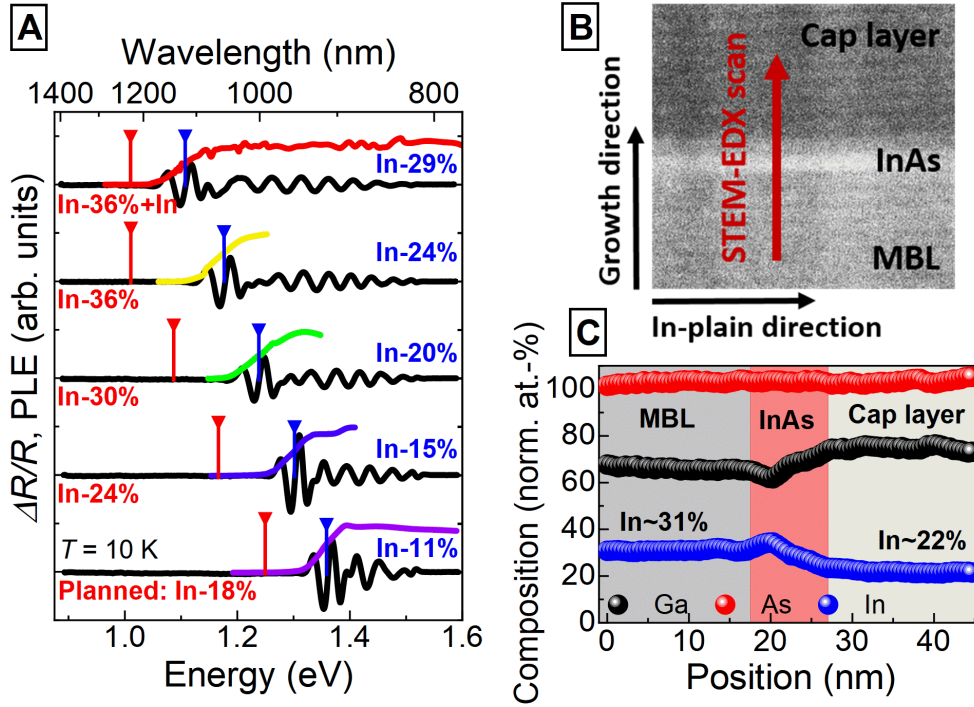 A
Wavelength (nm)
1400 1200 1000 800
ΔR/R, PLE (arb. units)
In-29%
In-36%+In
In-24%
In-36%
In-20%
In-30%
In-15%
In-24%
T = 10 K
In-11%
Planned: In-18%
1.0 1.2 1.4 1.6
Energy (eV)
B
Growth direction
STEM-EDX scan
Cap layer
InAs
MBL
In-plain direction
C
Composition (norm. at.-%)
100
80
60
40
20
0
MBL
InAs
Cap layer
In~31%
In~22%
Ga As In
0 10 20 30 40
Position (nm)